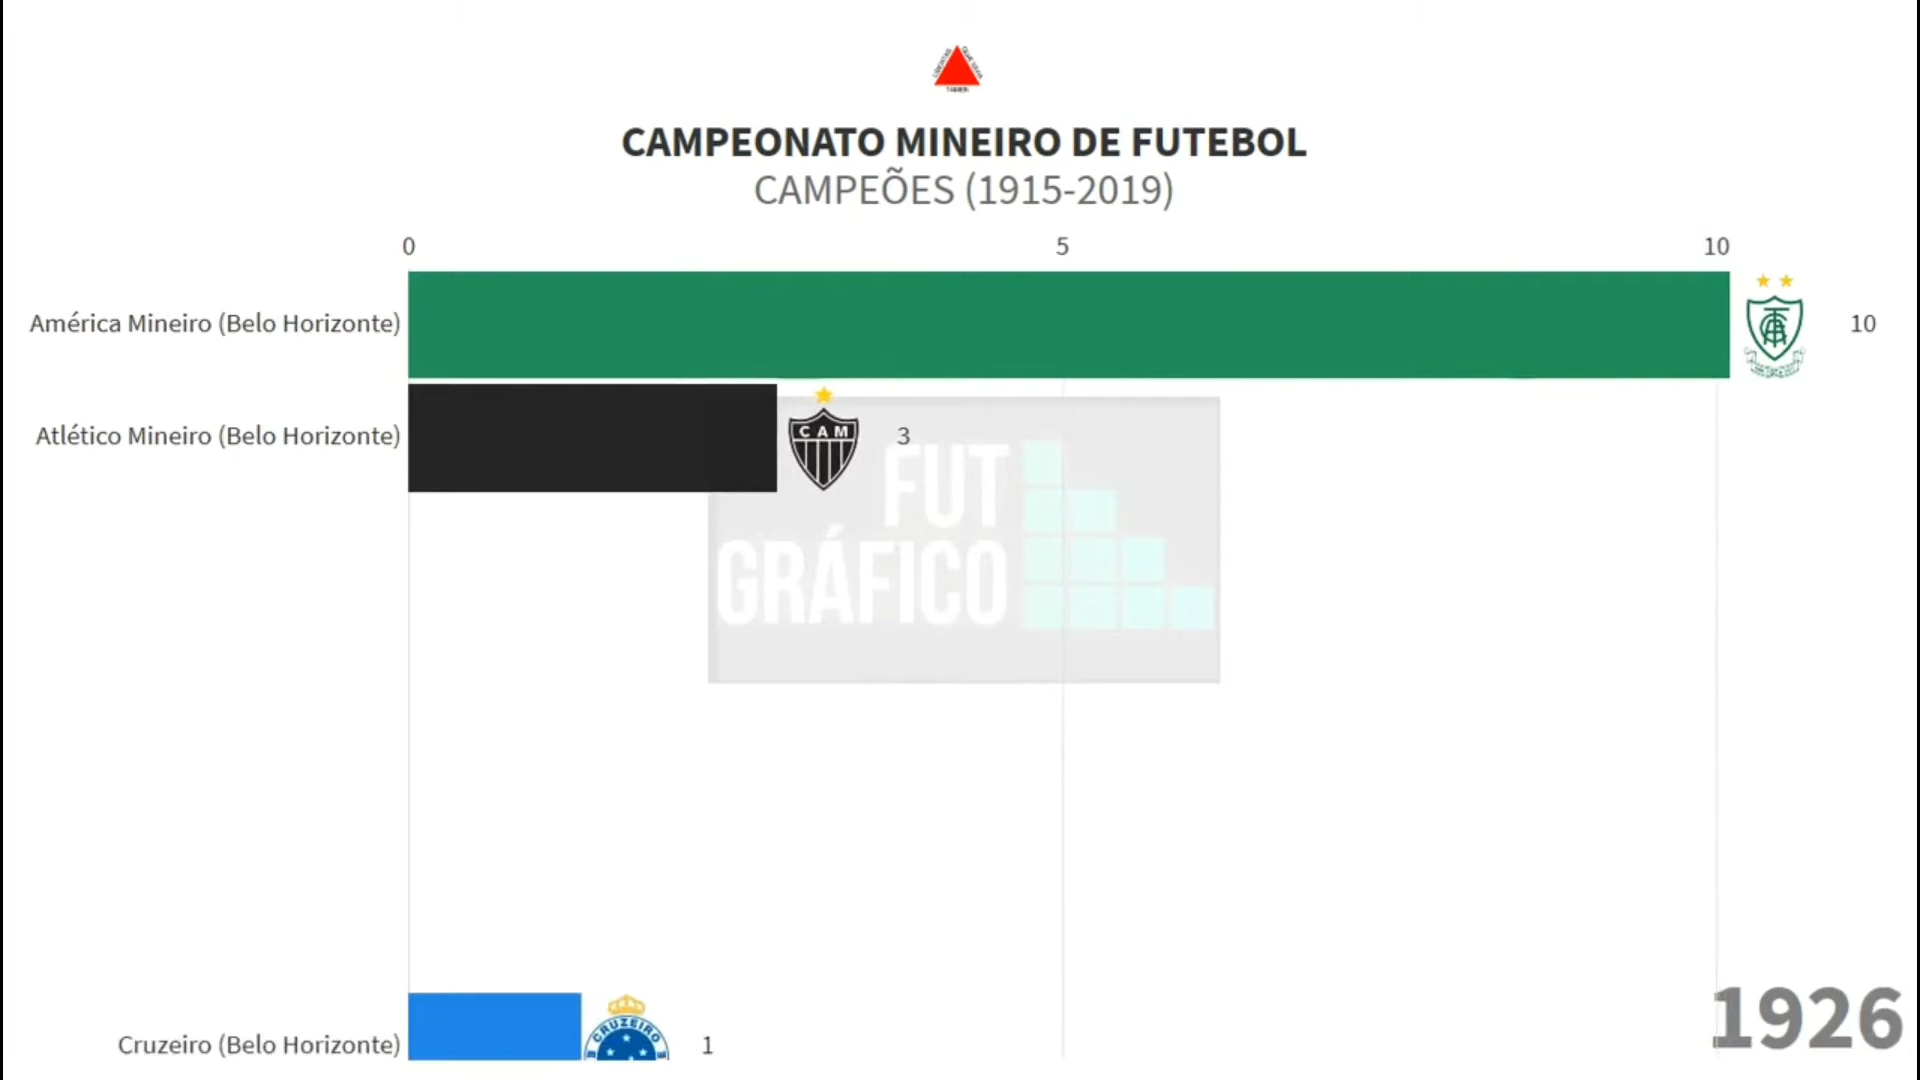 CAMPEONATO MINEIRO DE FUTEBOL
CAMPEÕES (1915-2019)
0 5 10
América Mineiro (Belo Horizonte) 10
Atlético Mineiro (Belo Horizonte) CAM 3
FUT
GRÁFICO
Cruzeiro (Belo Horizonte) CRUZEIRO 1
1926